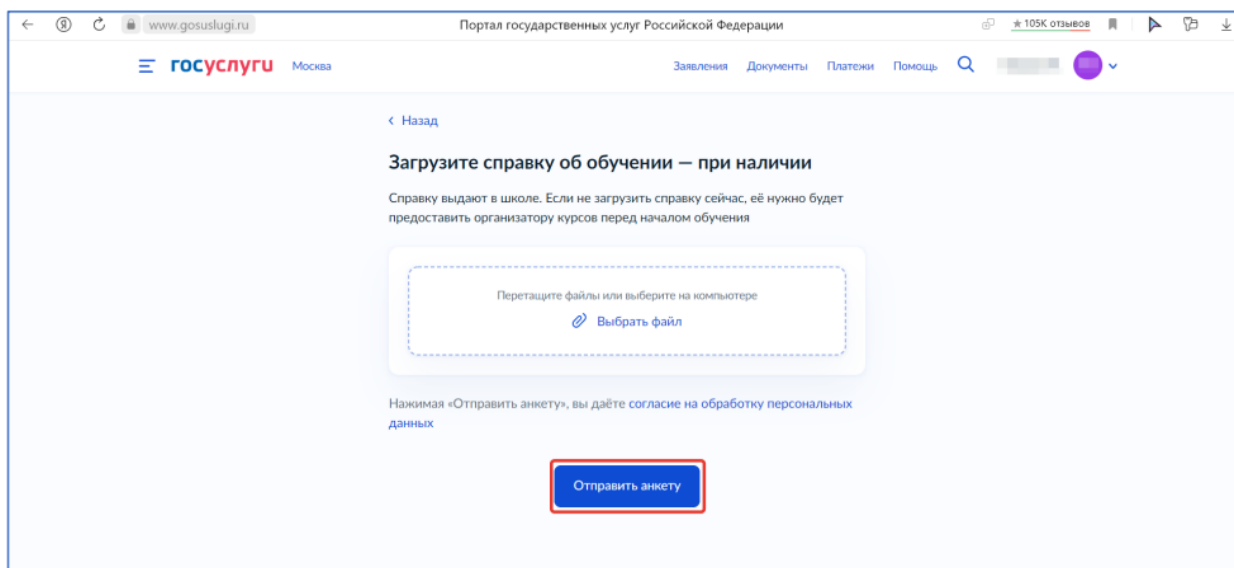 www.gosuslugi.ru
Портал государственных услуг Российской Федерации
105К отзывов
госуслуги
Москва
Заявления Документы Платежи Помощь
Назад
Загрузите справку об обучении — при наличии
Справку выдают в школе. Если не загрузить справку сейчас, её нужно будет
предоставить организатору курсов перед началом обучения
Перетащите файлы или выберите на компьютере
Выбрать файл
Нажимая «Отправить анкету», вы даёте согласие на обработку персональных
данных
Отправить анкету